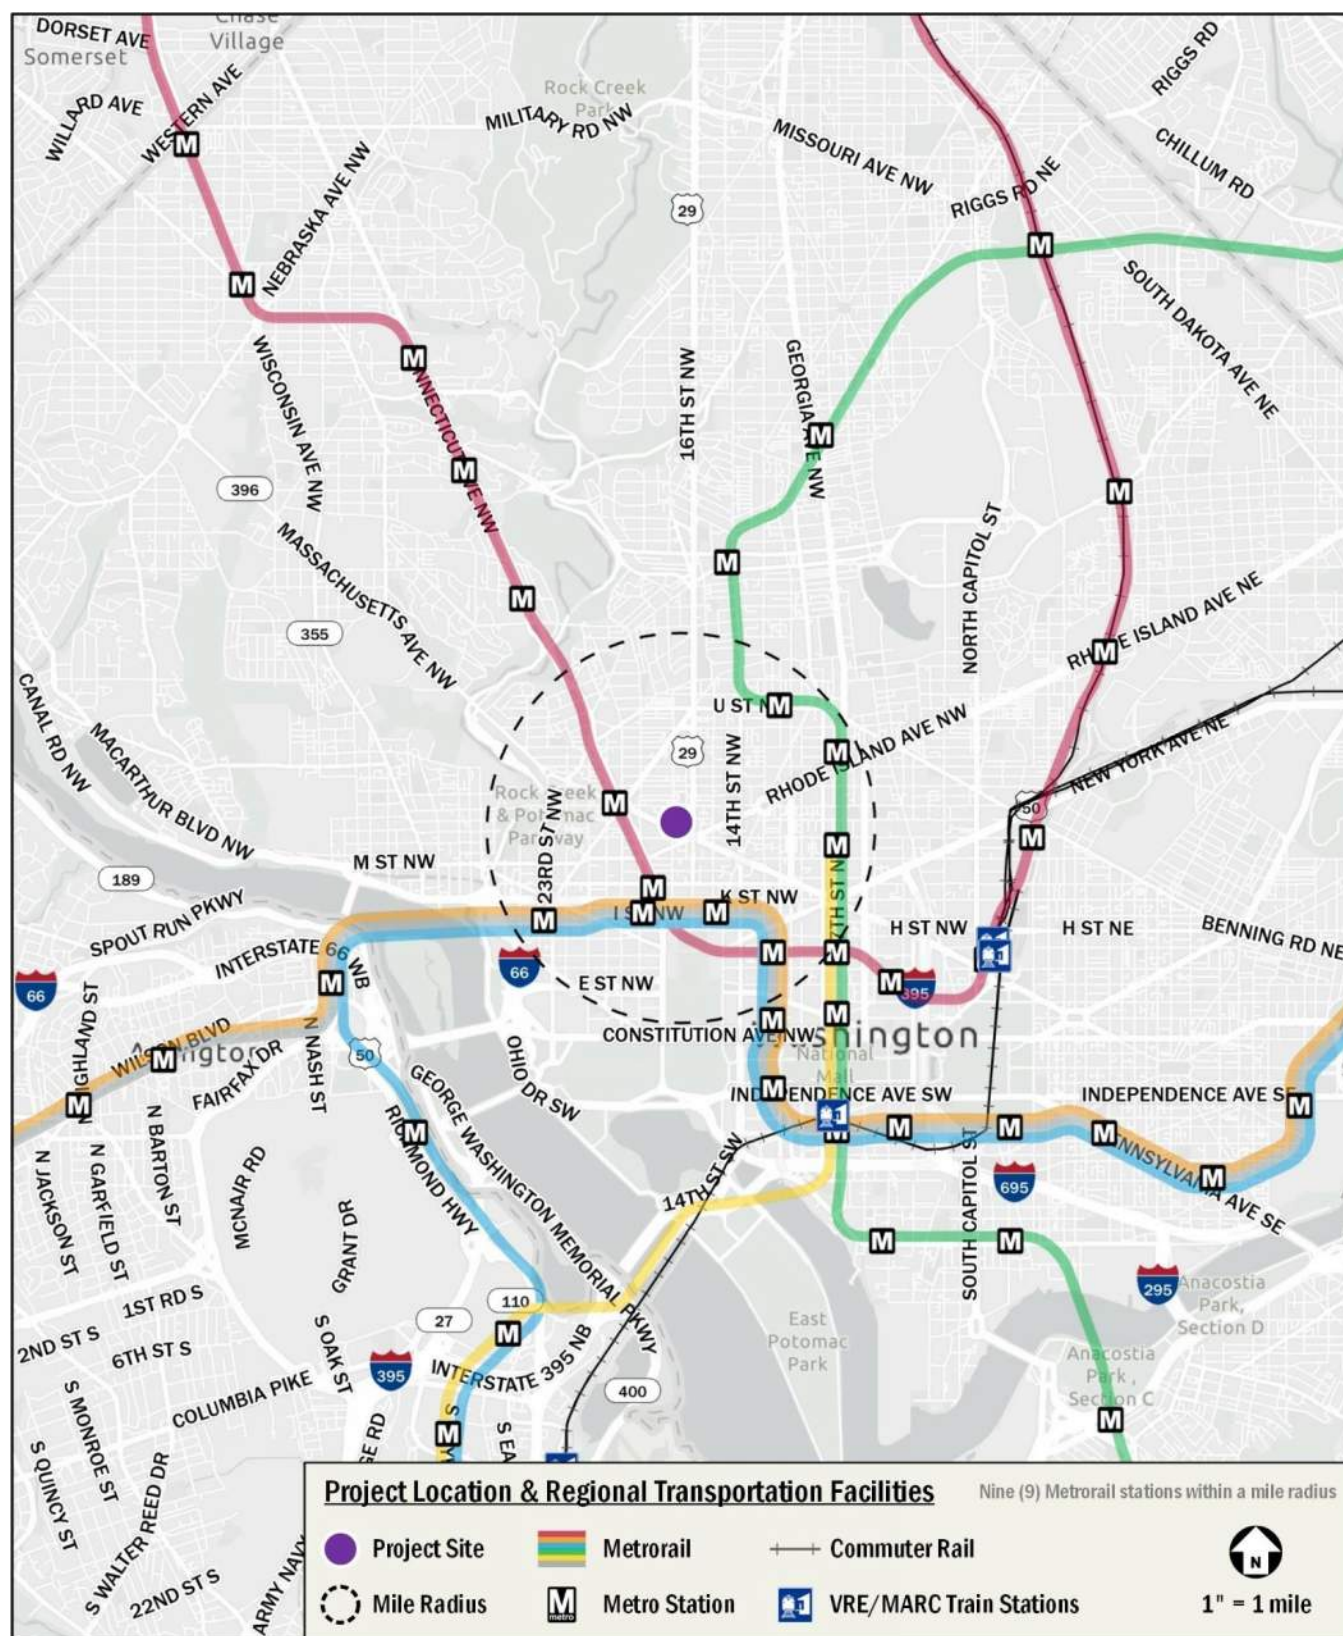 Chase
Village
DORSET AVE
Somerset
WILLARD AVE
WESTERN AVE
NEBRASKA AVE NW
Rock Creek
Park
MILITARY RD NW
MISSOURI AVE NW
RIGGS RD
CHILLUM RD
RIGGS RD NE
29
SOUTH DAKOTA AVE NE
WISCONSIN AVE NW
16TH ST NW
GEORGIA AVE NW
396
MASSACHUSETTS AVE NW
NORTH CAPITOL ST
355
RHODE ISLAND AVE NE
CANAL RD NW
MACARTHUR BLVD NW
U ST N
29
14TH ST NW
RHODE ISLAND AVE NW
NEW YORK AVE NE
50
Rock Creek
& Potomac
Parkway
23RD ST NW
M ST NW
189
SPOUT RUN PKWY
K ST NW
I ST NW
7TH ST N
H ST NW
H ST NE
BENNING RD NE
INTERSTATE 66 WB
66
66
E ST NW
395
N HIGHLAND ST
WILSON BLVD
Arlington
FAIRFAX DR
N NASH ST
50
CONSTITUTION AVE NW
Washington
National
Mall
OHIO DR SW
GEORGE WASHINGTON MEMORIAL PKWY
INDEPENDENCE AVE SW
INDEPENDENCE AVE SE
RICHMOND HWY
14TH ST SW
SOUTH CAPITOL ST
NNSYLVANIA AVE SE
695
N JACKSON ST
N GARFIELD ST
N BARTON ST
MCNAIR RD
GRANT DR
295
Anacostia
Park,
Section D
1ST RD S
2ND ST S
6TH ST S
110
27
S OAK ST
395
INTERSTATE 395 NB
400
East
Potomac
Park
Anacostia
Park ,
Section C
COLUMBIA PIKE
S MONROE ST
S QUINCY ST
S WALTER REED DR
22ND ST S
GE RD
S EA
ARMY NAVY
NNECTICUT AVE NW
Project Location & Regional Transportation Facilities
Nine (9) Metrorail stations within a mile radius
Project Site
Metrorail
Commuter Rail
N
Mile Radius
M
metro
Metro Station
VRE/MARC Train Stations
1" = 1 mile